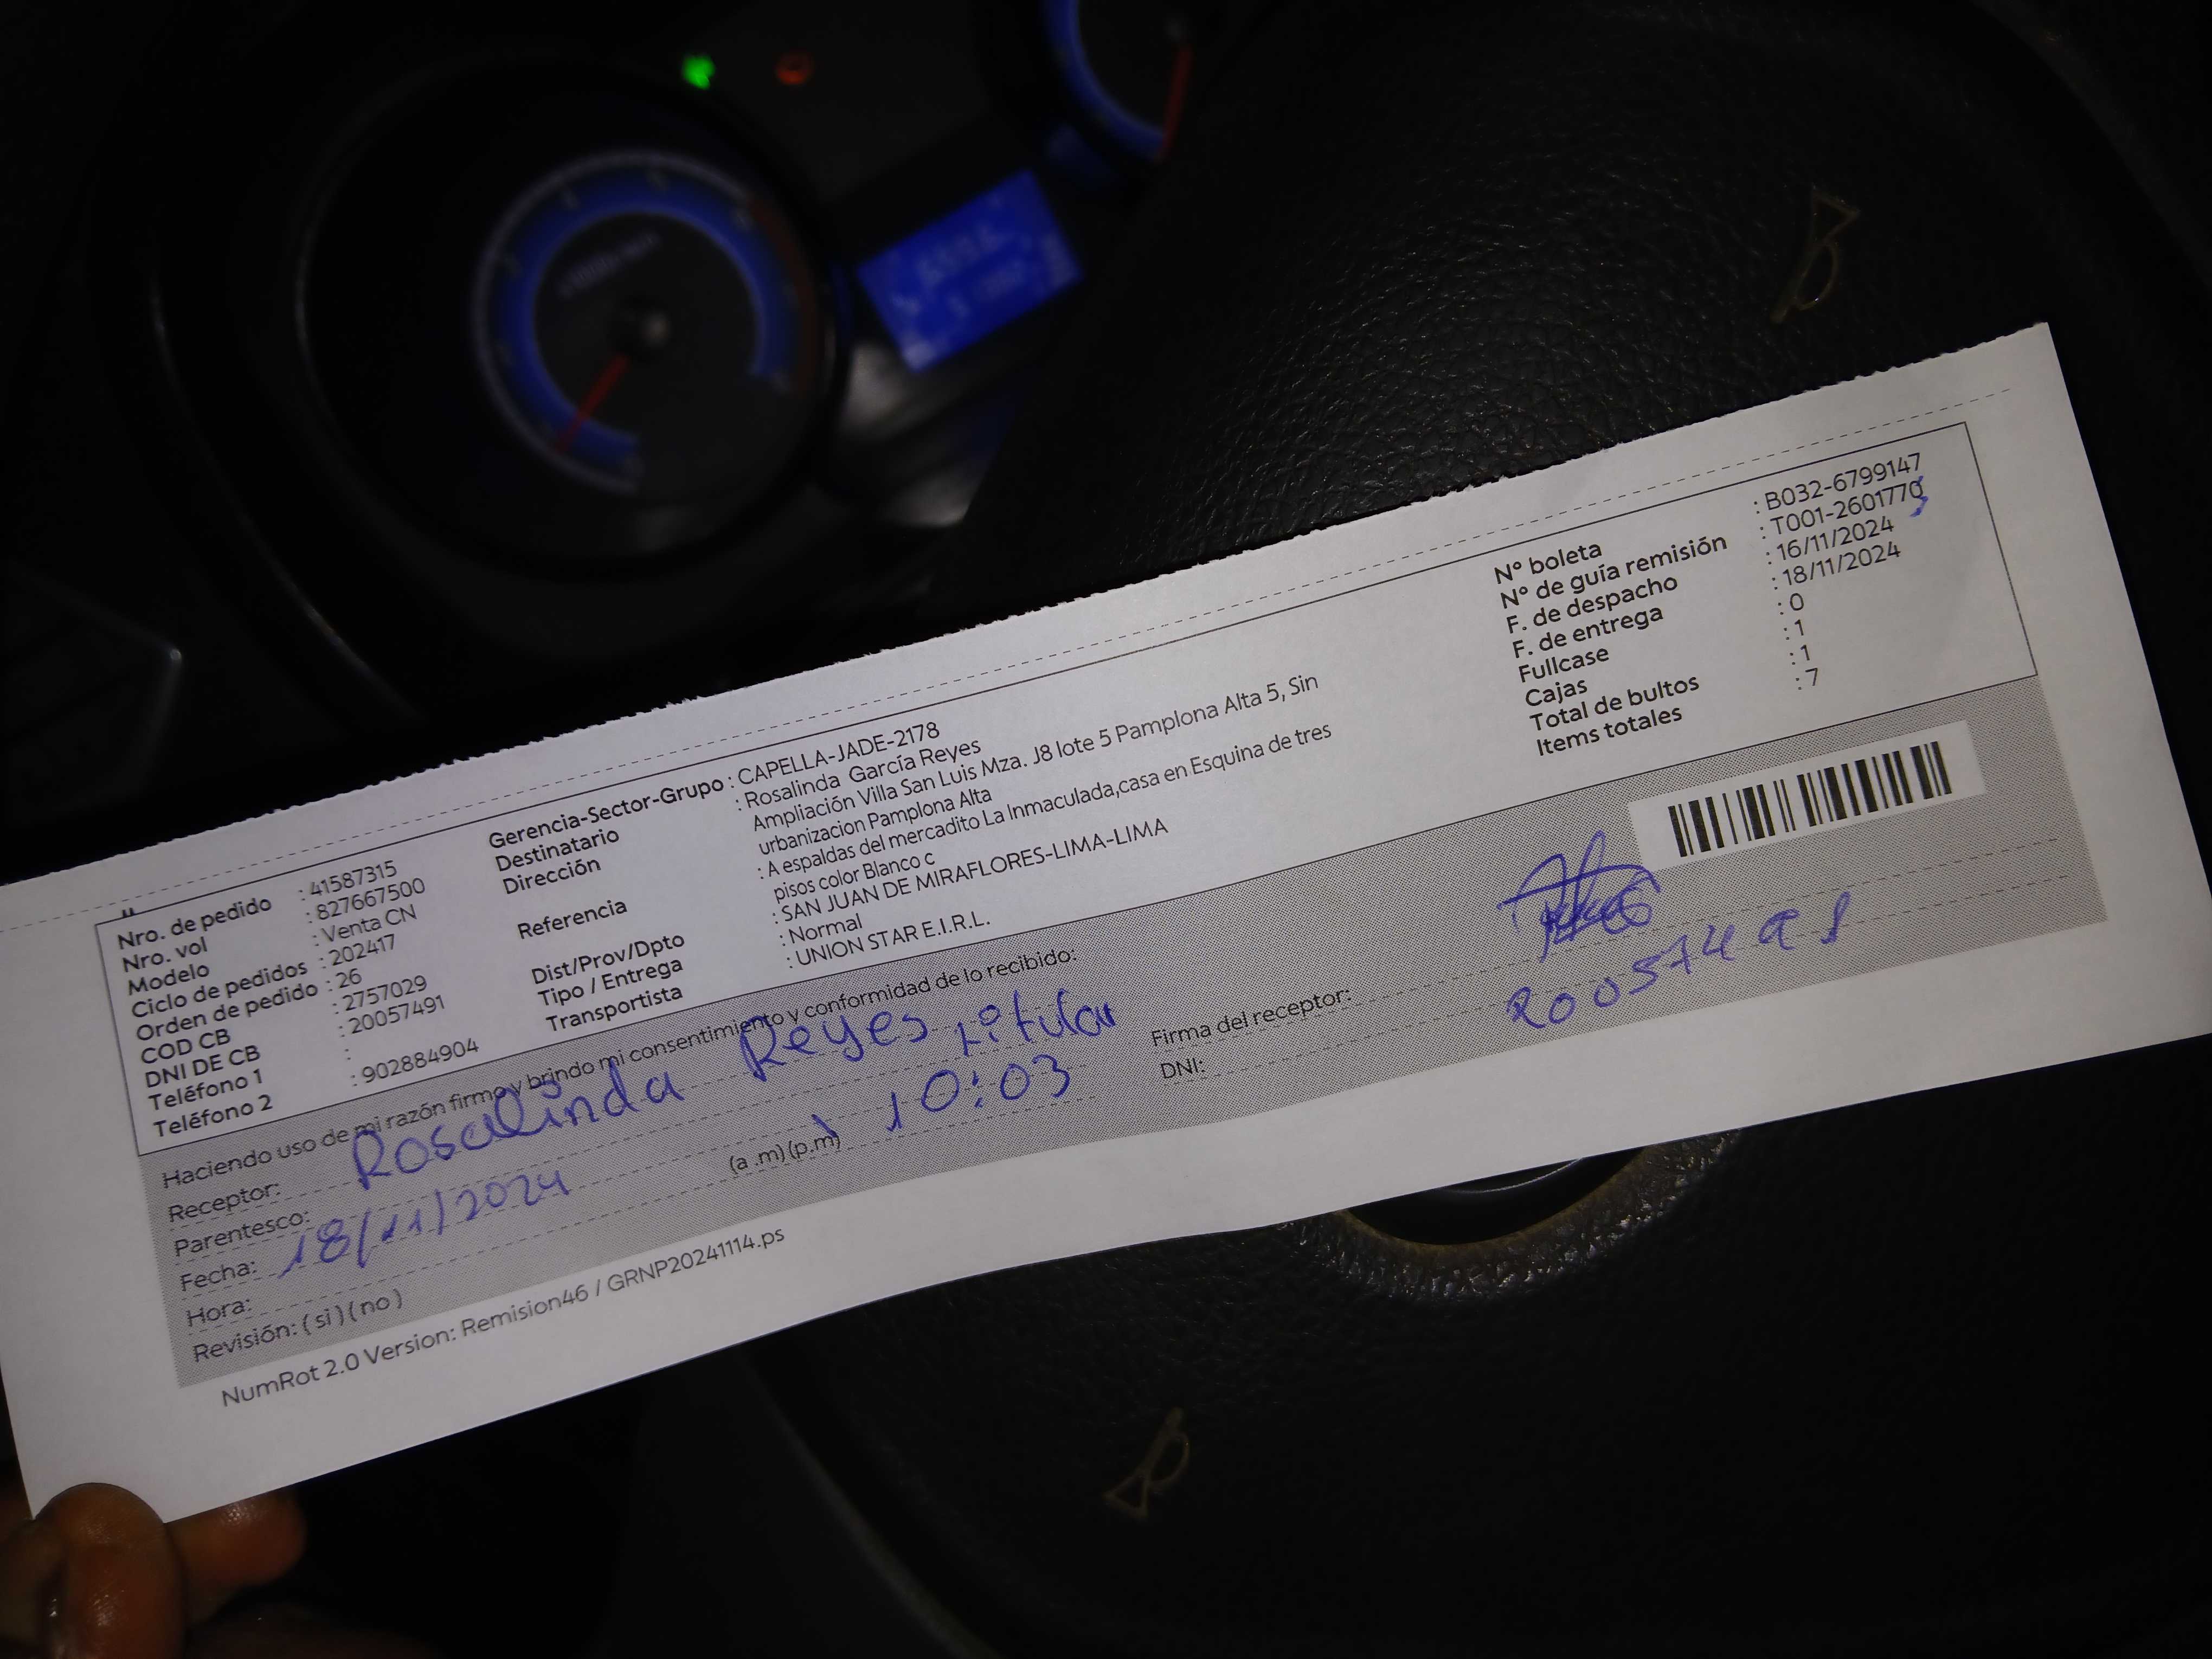 Nro. de pedido : 41587315
Nro. vol : 827667500
Modelo : Venta CN
Ciclo de pedidos : 202417
Orden de pedido : 26
COD CB : 2757029
DNI DE CB : 20057491
Teléfono 1 :
Teléfono 2 : 902884904
Gerencia-Sector-Grupo : CAPELLA-JADE-2178
Destinatario : Rosalinda García Reyes
Dirección Ampliación Villa San Luis Mza. J8 lote 5 Pamplona Alta 5, Sin
urbanizacion Pamplona Alta
Referencia : A espaldas del mercadito La Inmaculada,casa en Esquina de tres
pisos color Blanco c
Dist/Prov/Dpto : SAN JUAN DE MIRAFLORES-LIMA-LIMA
Tipo / Entrega : Normal
Transportista : UNION STAR E.I.R.L.
N° boleta : B032-6799147
N° de guía remisión : T001-2601770
F. de despacho : 16/11/2024
F. de entrega : 18/11/2024
Fullcase : 0
Cajas : 1
Total de bultos : 1
Items totales : 7
Haciendo uso de mi razón firmo y brindo mi consentimiento y conformidad de lo recibido:
Receptor: Rosalinda Reyes
Parentesco: titular
Fecha: 18/11/2024
Hora: (a .m) (p.m) 10:03
Revisión: ( si ) ( no )
Firma del receptor:
DNI: 20057491
NumRot 2.0 Version: Remision46 / GRNP20241114.ps